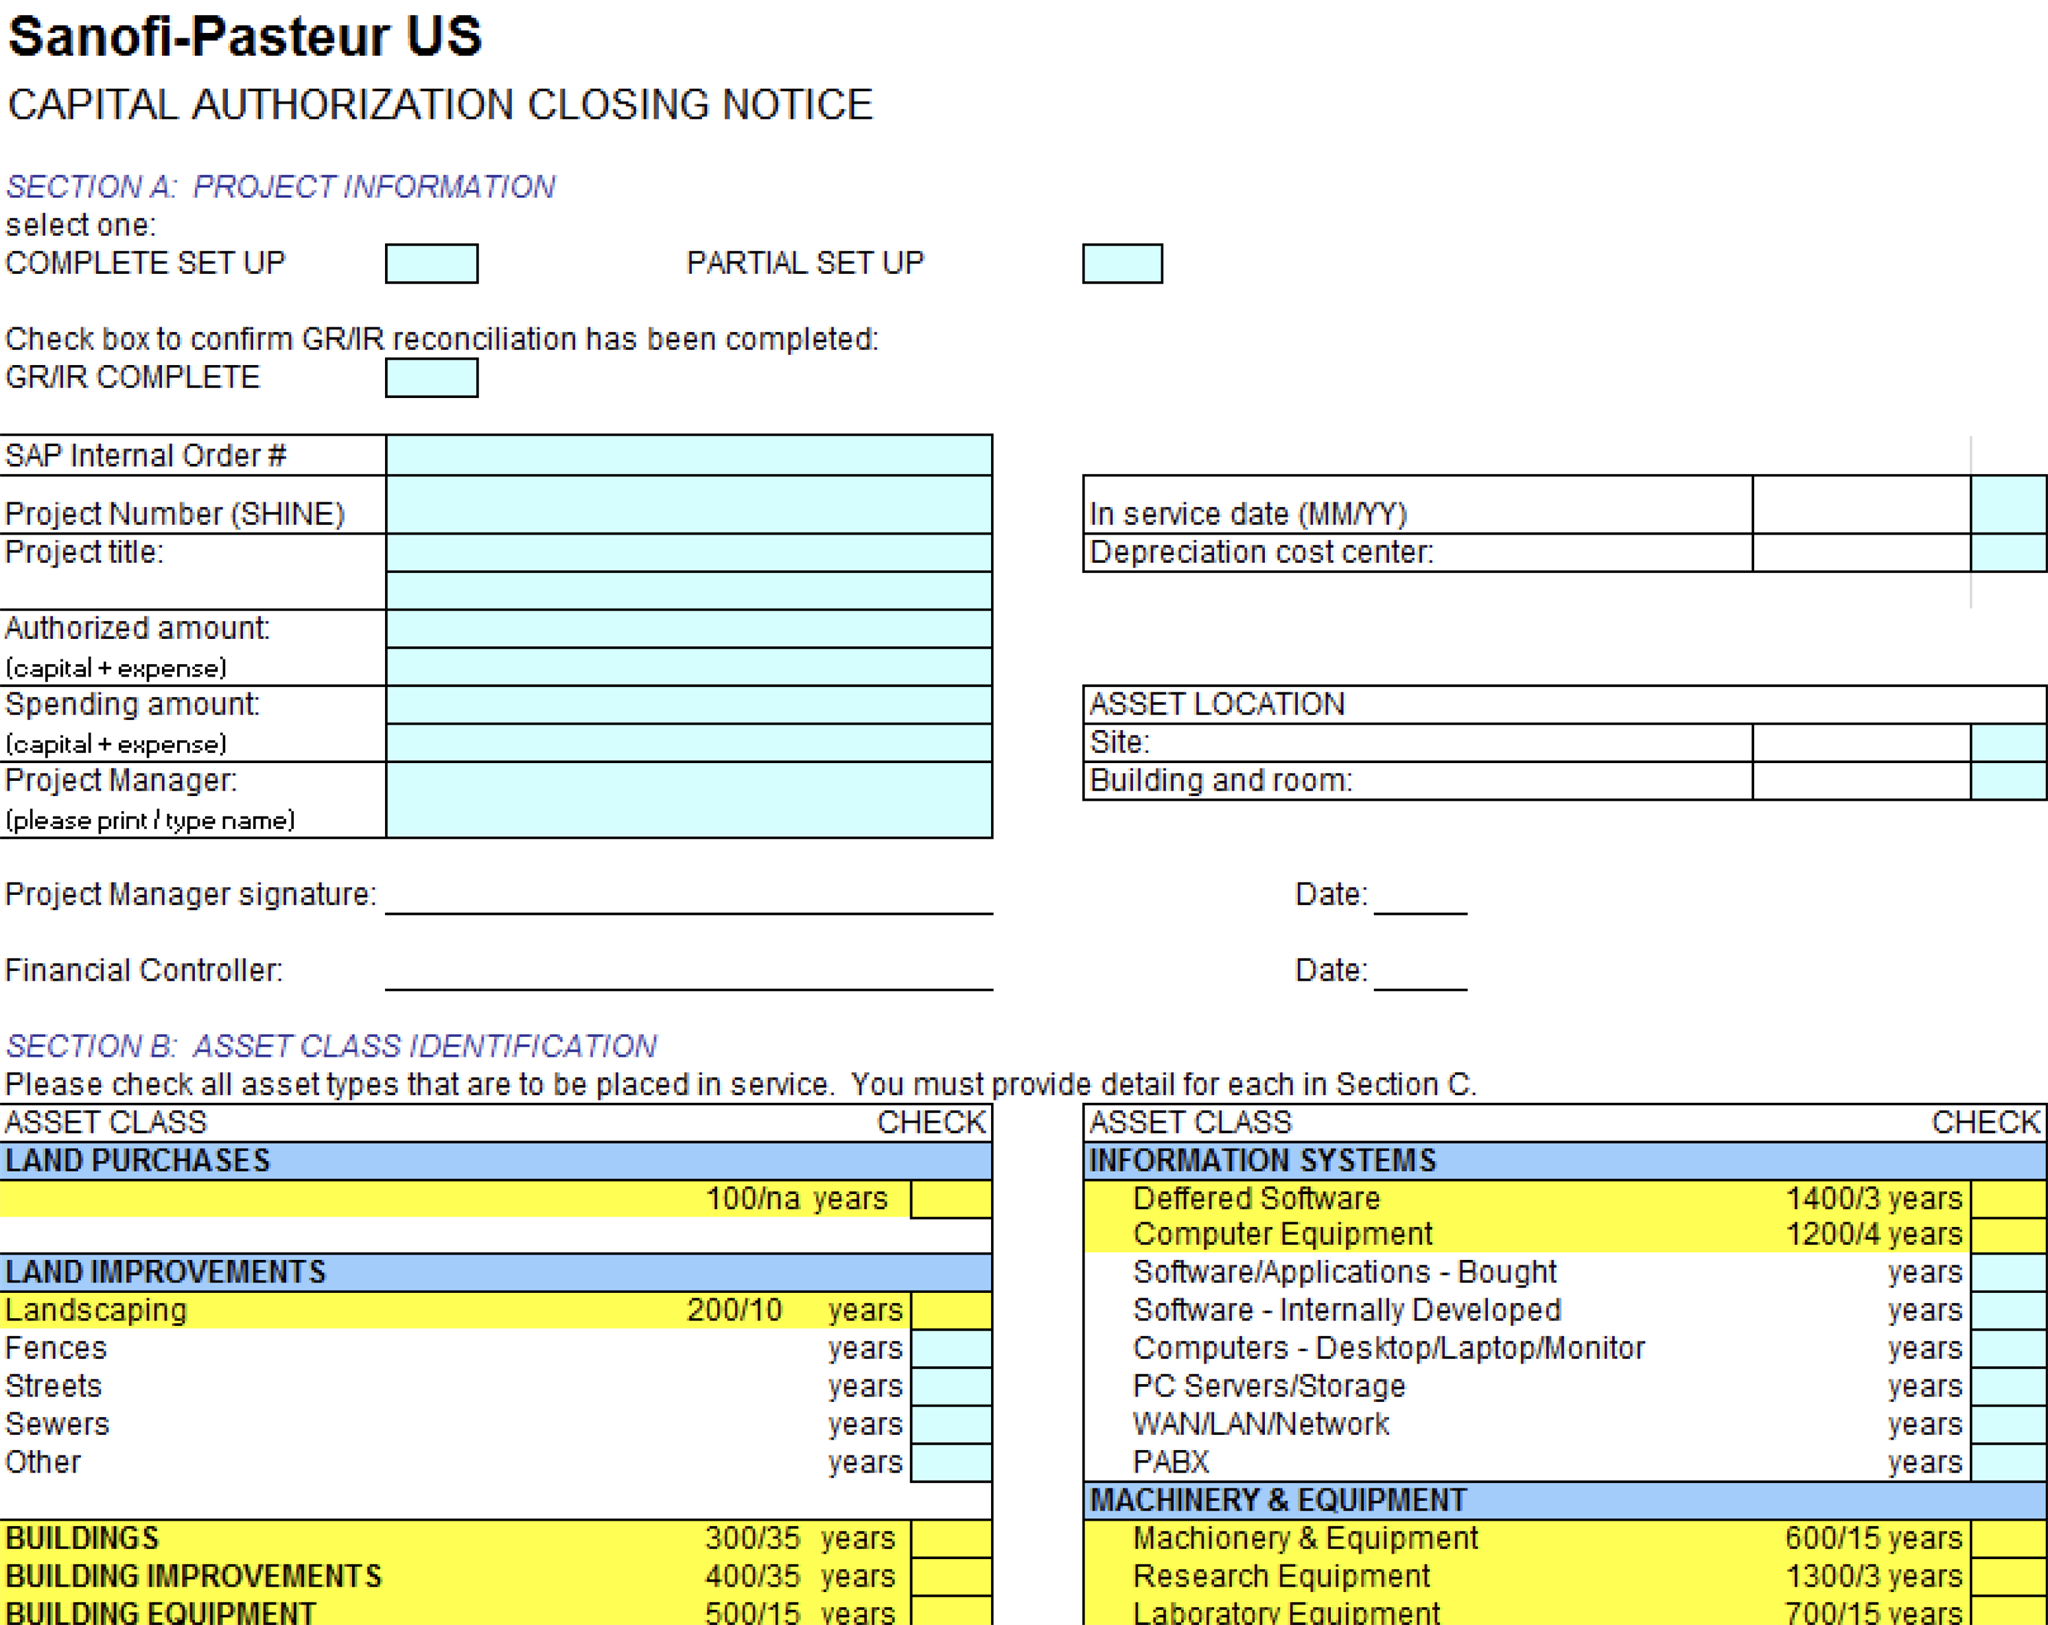 Sanofi-Pasteur US
CAPITAL AUTHORIZATION CLOSING NOTICE
SECTION A:  PROJECT INFORMATION
select one:
COMPLETE SET UP
PARTIAL SET UP
Check box to confirm GR/IR reconciliation has been completed:
GR/IR COMPLETE
SAP Internal Order #
Project Number (SHINE)
Project title:
Authorized amount:
(capital + expense)
Spending amount:
(capital + expense)
Project Manager:
(please print / type name)
In service date (MM/YY)
Depreciation cost center:
ASSET LOCATION
Site:
Building and room:
Project Manager signature:
Date:
Financial Controller:
Date:
SECTION B:  ASSET CLASS IDENTIFICATION
Please check all asset types that are to be placed in service.  You must provide detail for each in Section C.
ASSET CLASS CHECK
LAND PURCHASES
100/na years
LAND IMPROVEMENTS
Landscaping 200/10 years
Fences years
Streets years
Sewers years
Other years
BUILDINGS 300/35 years
BUILDING IMPROVEMENTS 400/35 years
BUILDING EQUIPMENT 500/15 years
ASSET CLASS CHECK
INFORMATION SYSTEMS
Deffered Software 1400/3 years
Computer Equipment 1200/4 years
Software/Applications - Bought years
Software - Internally Developed years
Computers - Desktop/Laptop/Monitor years
PC Servers/Storage years
WAN/LAN/Network years
PABX years
MACHINERY & EQUIPMENT
Machionery & Equipment 600/15 years
Research Equipment 1300/3 years
Laboratory Equipment 700/15 years